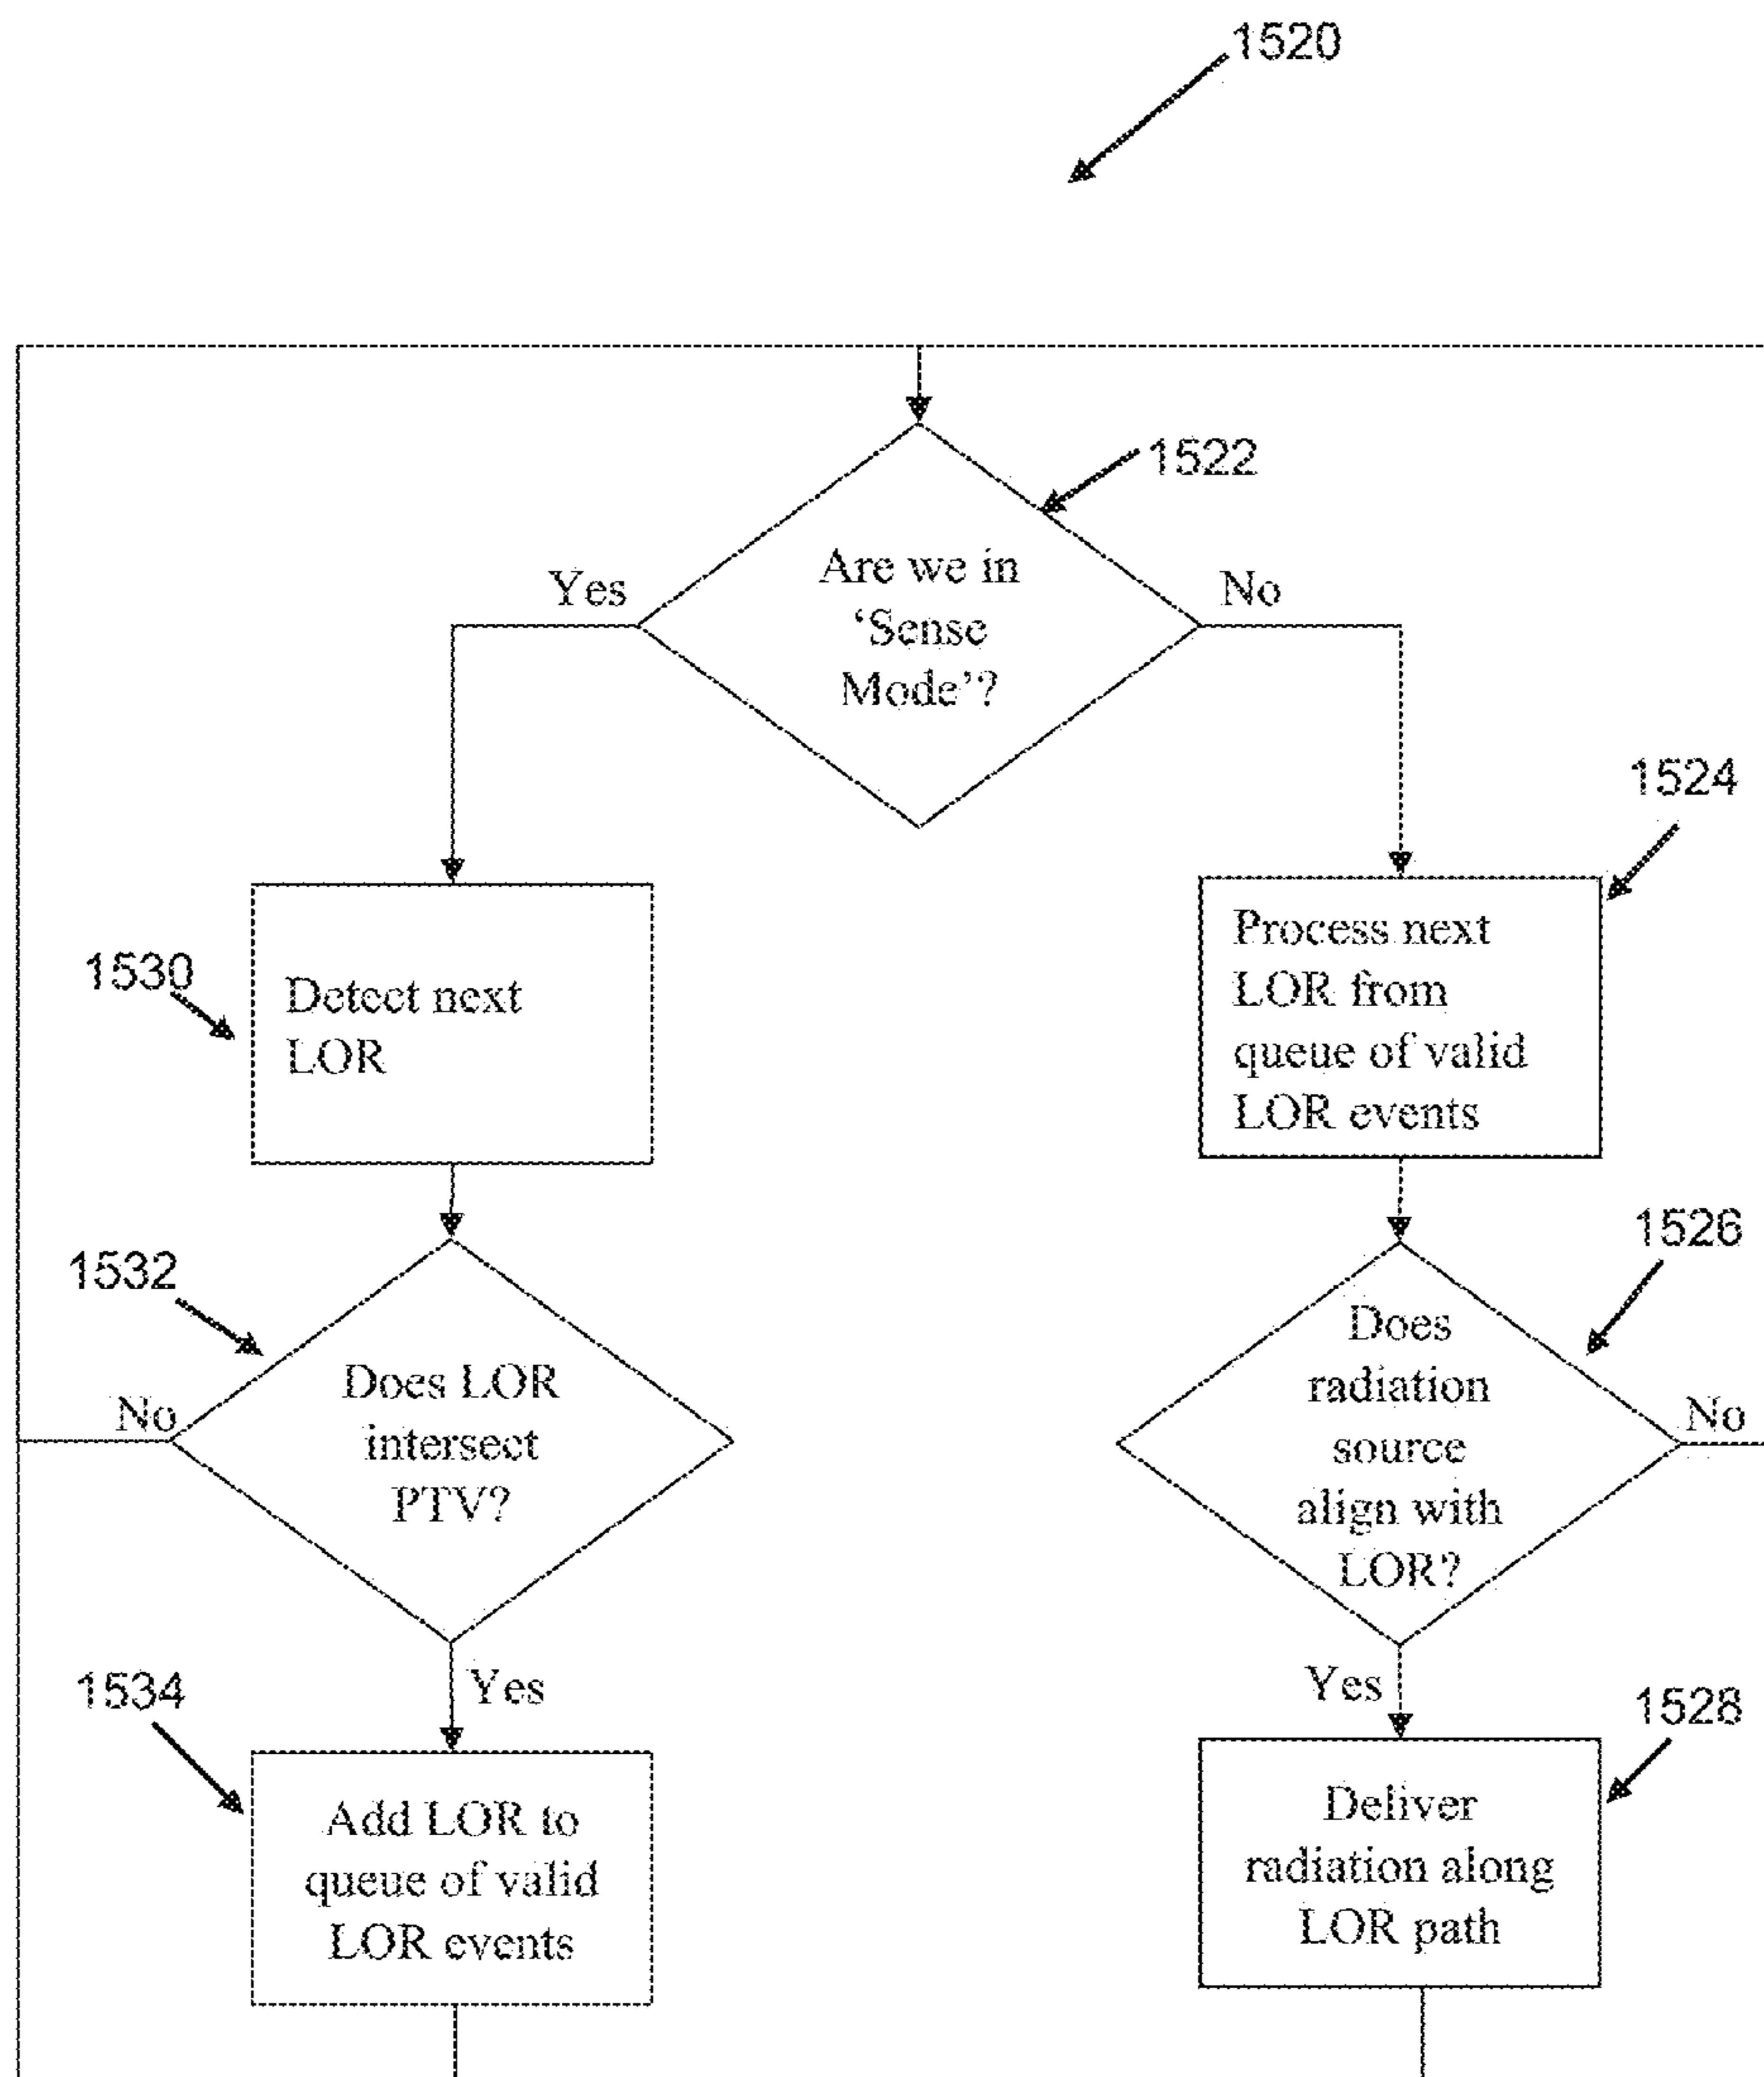 1520
1522
Are we in
‘Sense
Mode’?
Yes
No
1524
Process next
LOR from
queue of valid
LOR events
1530
Detect next
LOR
1526
Does
radiation
source
align with
LOR?
No
1532
Does LOR
intersect
PTV?
No
Yes
Yes
1534
Add LOR to
queue of valid
LOR events
1528
Deliver
radiation along
LOR path